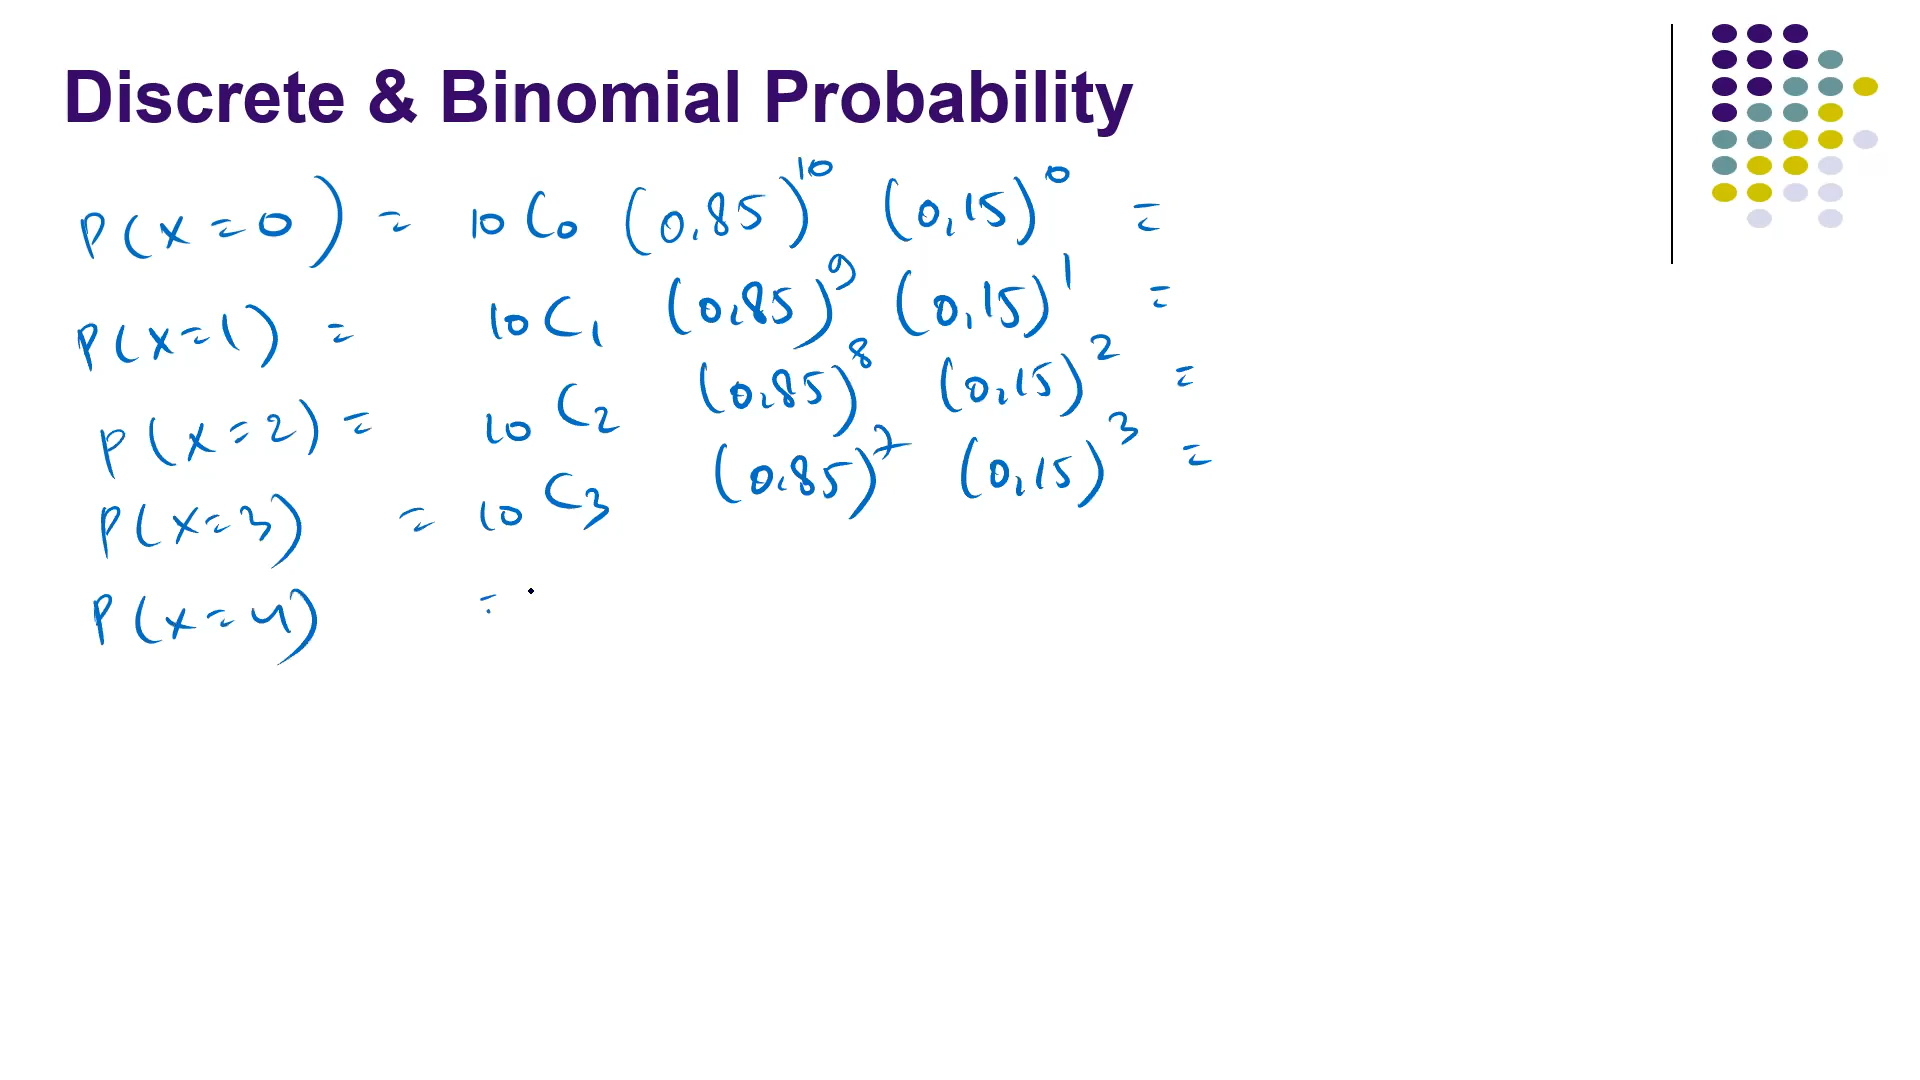 Discrete & Binomial Probability
P(x=0) = 10C0 (0.85)^10 (0.15)^0 =
P(x=1) = 10C1 (0.85)^9 (0.15)^1 =
P(x=2) = 10C2 (0.85)^8 (0.15)^2 =
P(x=3) = 10C3 (0.85)^7 (0.15)^3 =
P(x=4) =